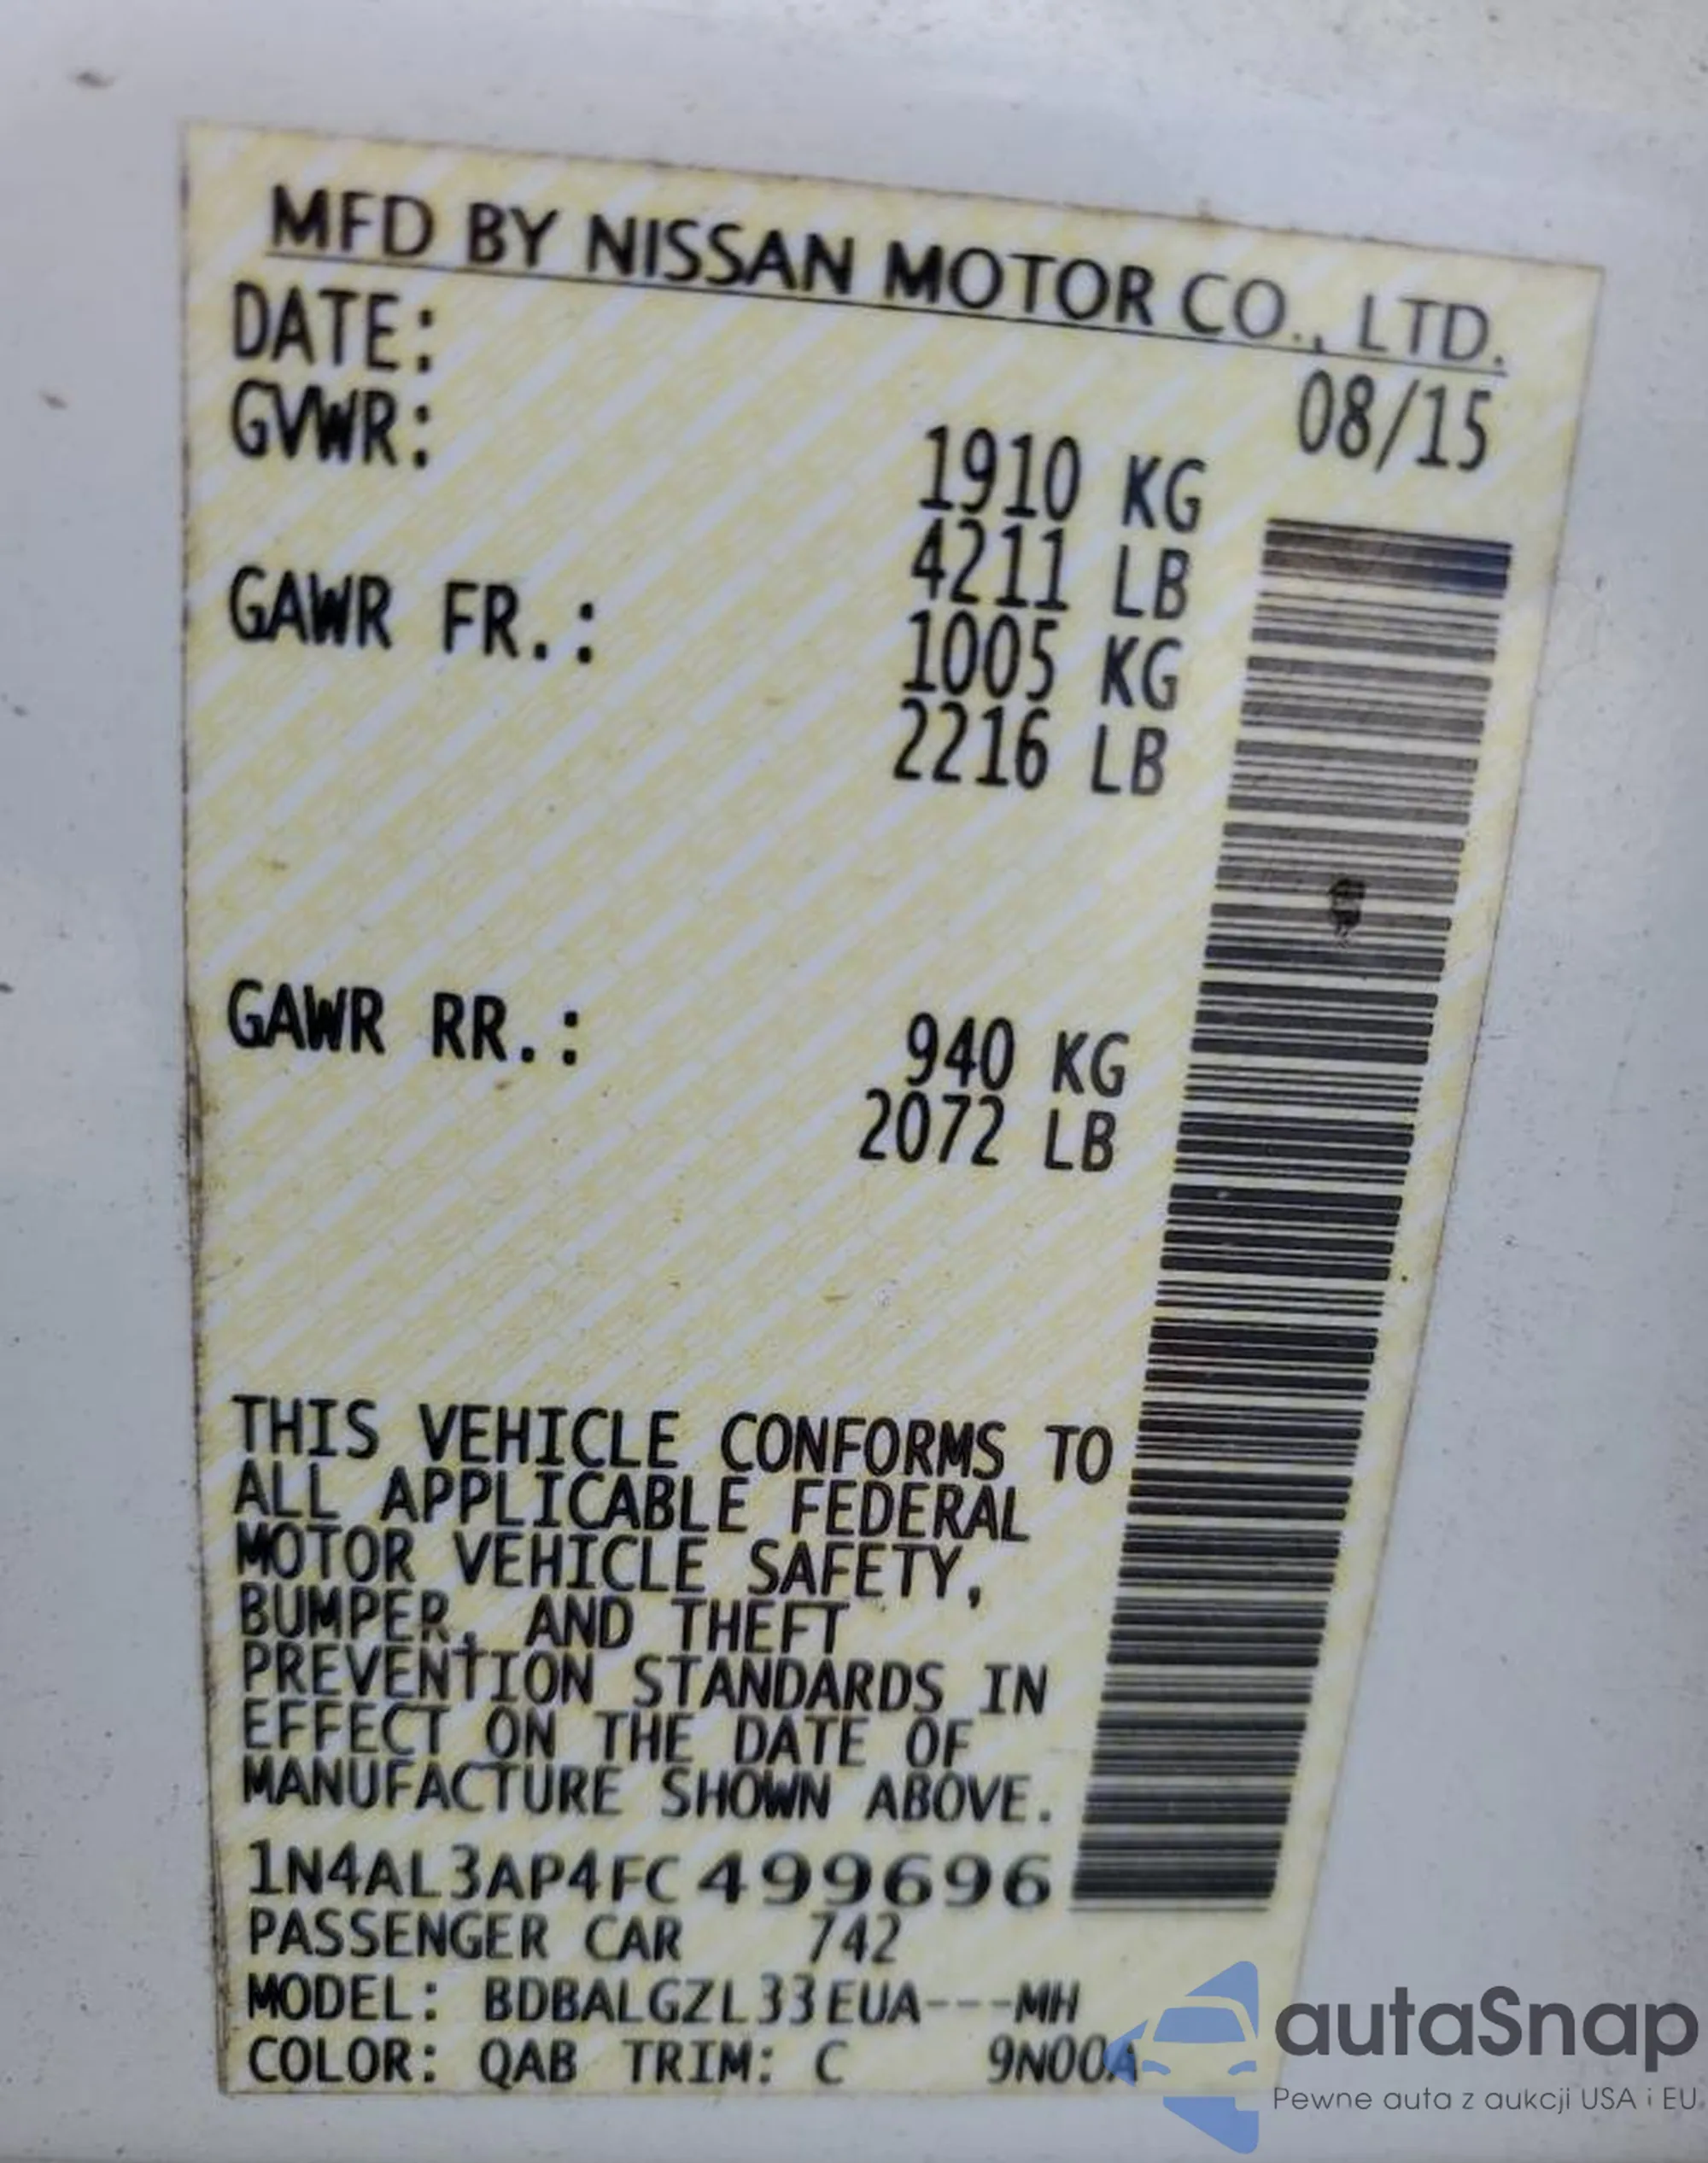 MFD BY NISSAN MOTOR CO., LTD.
DATE: 08/15
GVWR: 1910 KG
4211 LB
GAWR FR.: 1005 KG
2216 LB
GAWR RR.: 940 KG
2072 LB
THIS VEHICLE CONFORMS TO
ALL APPLICABLE FEDERAL
MOTOR VEHICLE SAFETY,
BUMPER, AND THEFT
PREVENTION STANDARDS IN
EFFECT ON THE DATE OF
MANUFACTURE SHOWN ABOVE.
1N4AL3AP4FC499696
PASSENGER CAR 742
MODEL: BDBALGZL33EUA---MH
COLOR: QAB TRIM: C 9N00A
autaSnap
Pewne auta z aukcji USA i EU